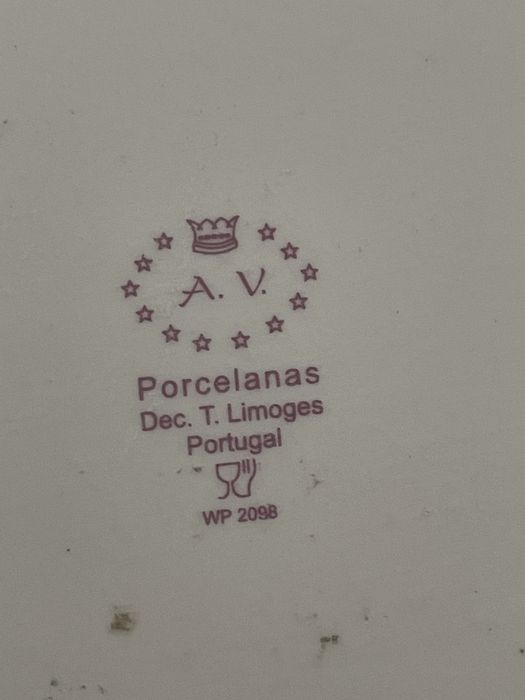 A. V.
Porcelanas
Dec. T. Limoges
Portugal
WP 2098